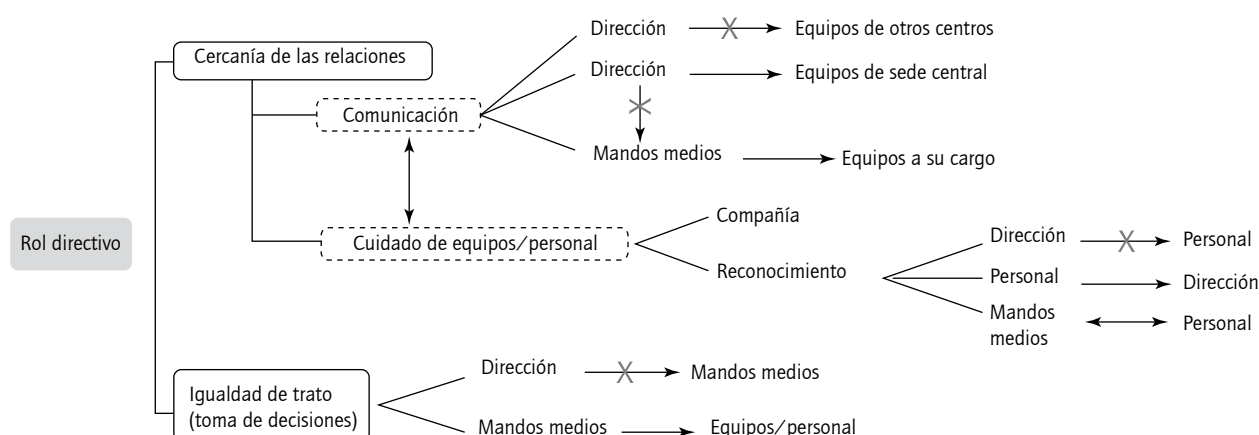 Dirección
Equipos de otros centros
Cercanía de las relaciones
Dirección
Equipos de sede central
Comunicación
Mandos medios
Equipos a su cargo
Rol directivo
Cuidado de equipos/personal
Compañía
Reconocimiento
Dirección
Personal
Personal
Dirección
Mandos
medios
Personal
Igualdad de trato
(toma de decisiones)
Dirección
Mandos medios
Mandos medios
Equipos/personal